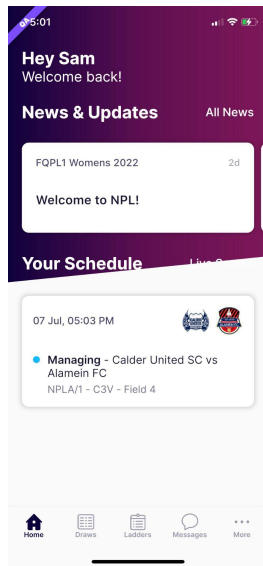 5:01
Hey Sam
Welcome back!
News & Updates
All News
FQPL1 Womens 2022
2d
Welcome to NPL!
Your Schedule
07 Jul, 05:03 PM
Managing - Calder United SC vs
Alamein FC
NPLA/1 - C3V - Field 4
Home
Draws
Ladders
Messages
More